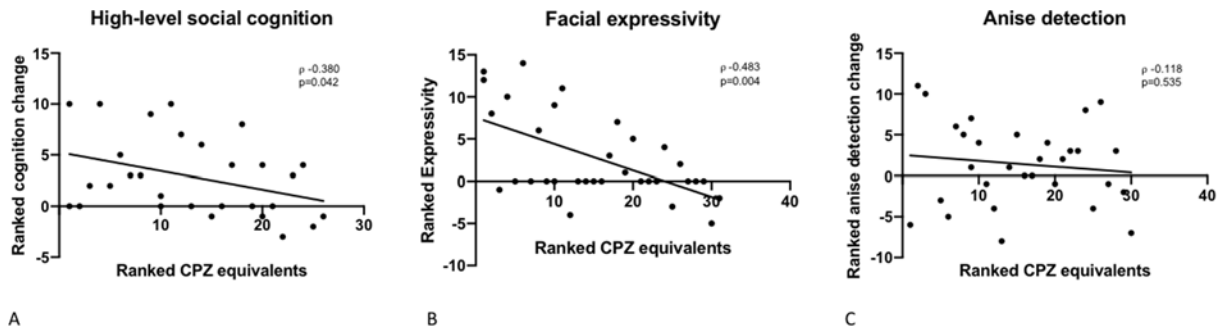 High-level social cognition
ρ -0.380
p=0.042
Ranked cognition change
15
10
5
0
-5
10
20
30
Ranked CPZ equivalents
A
Facial expressivity
ρ -0.483
p=0.004
Ranked Expressivity
15
10
5
0
-5
-10
10
20
30
40
Ranked CPZ equivalents
B
Anise detection
ρ -0.118
p=0.535
Ranked anise detection change
15
10
5
0
-5
-10
10
20
30
40
Ranked CPZ equivalents
C